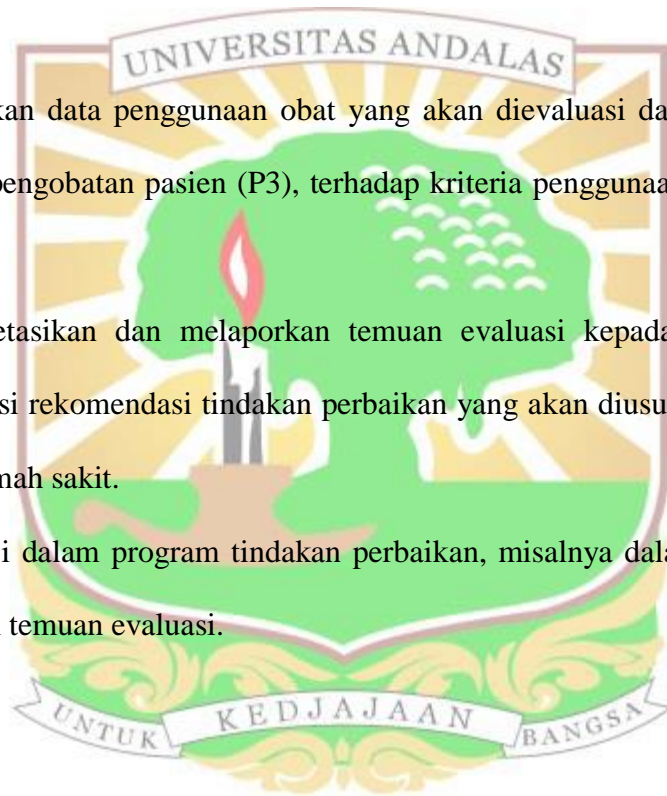 UNIVERSITAS ANDALAS
kan data penggunaan obat yang akan dievaluasi da
pengobatan pasien (P3), terhadap kriteria penggunaa
etasikan dan melaporkan temuan evaluasi kepada
si rekomendasi tindakan perbaikan yang akan diusu
mah sakit.
i dalam program tindakan perbaikan, misalnya dala
temuan evaluasi.
UNTUK KEDJAJAAN BANGSA